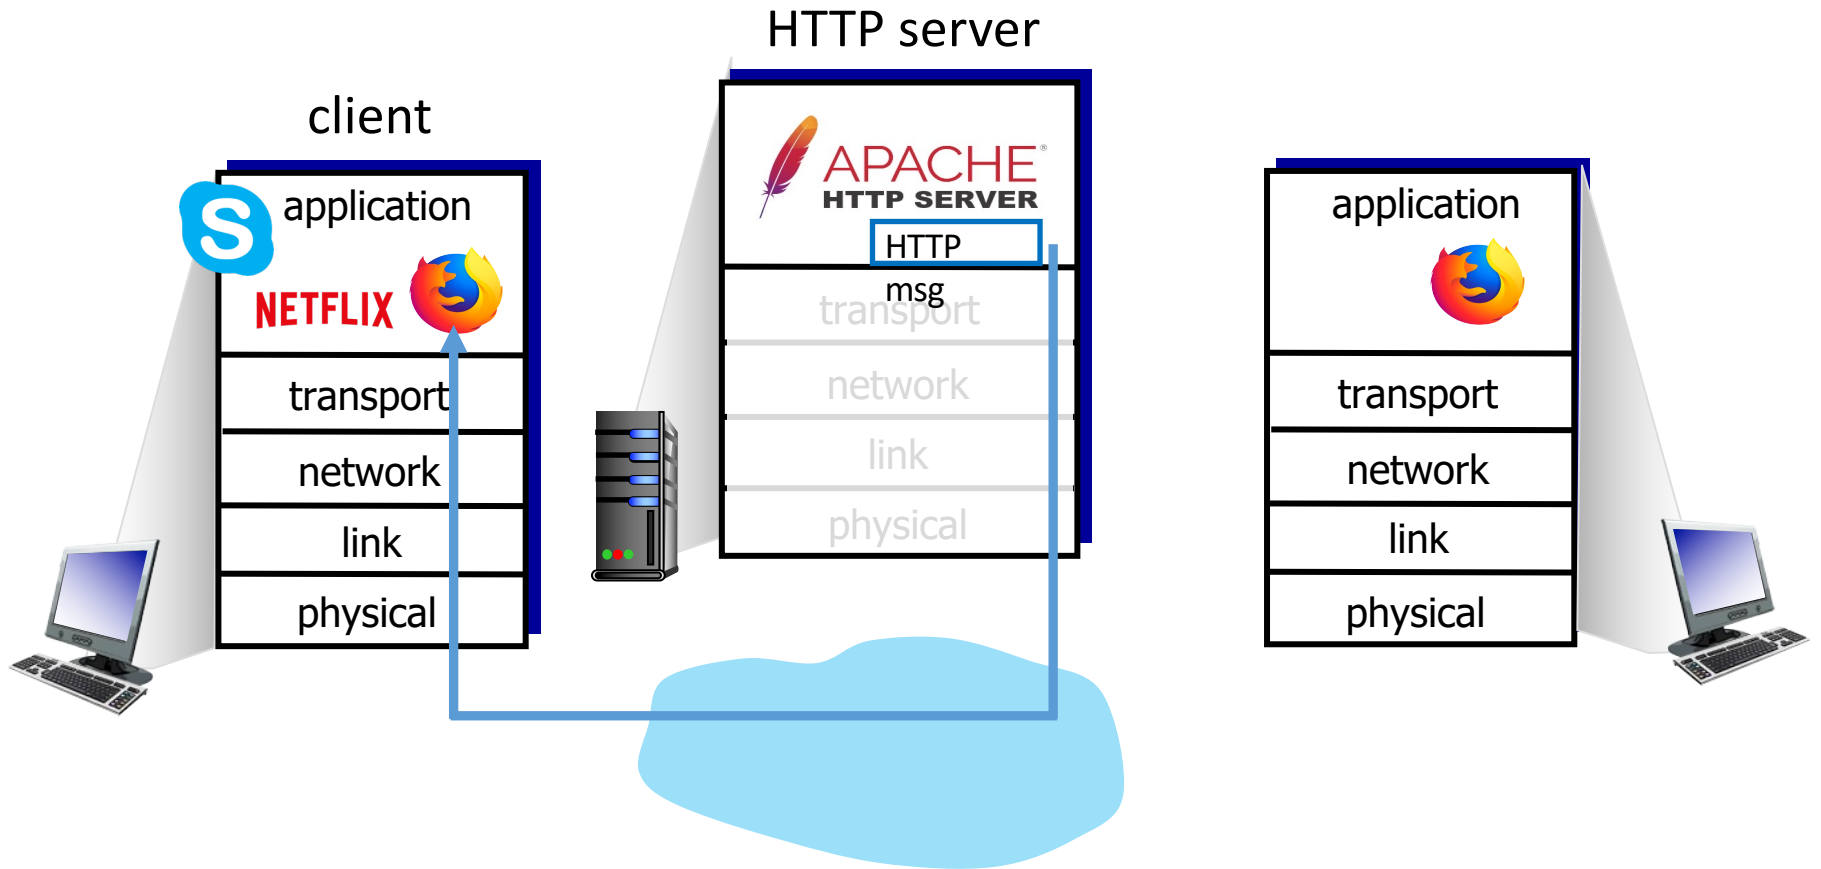 HTTP server
client
APACHE®
HTTP SERVER
HTTP
msg
transport
network
link
physical
S
application
NETFLIX
transport
network
link
physical
application
transport
network
link
physical